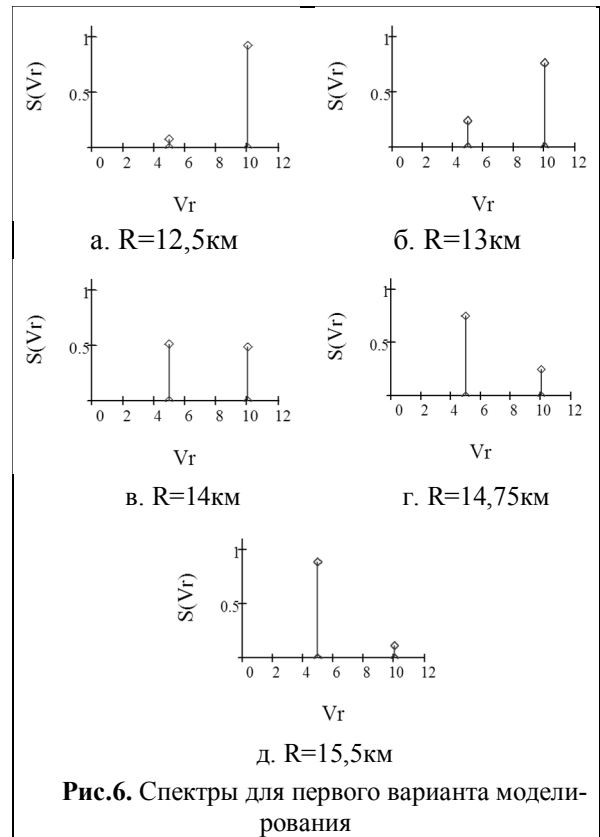 1
0.5
S(Vr)
0 2 4 6 8 10 12
Vr
а. R=12,5км
1
0.5
S(Vr)
0 2 4 6 8 10 12
Vr
б. R=13км
1
0.5
S(Vr)
0 2 4 6 8 10 12
Vr
в. R=14км
1
0.5
S(Vr)
0 2 4 6 8 10 12
Vr
г. R=14,75км
1
0.5
S(Vr)
0 2 4 6 8 10 12
Vr
д. R=15,5км
Рис.6. Спектры для первого варианта модели-
рования